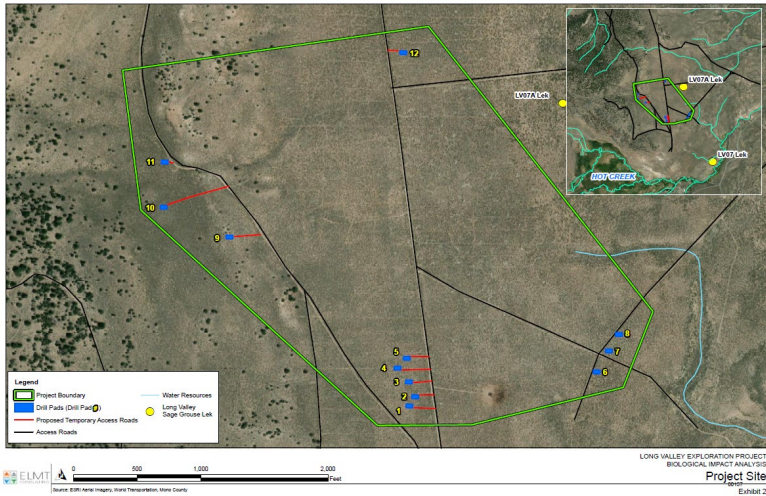 12
LV07A Lek
LV07A Lek
LV07 Lek
HOT CREEK
11
10
9
8
7
6
5
4
3
2
1
Legend
Project Boundary
Drill Pads (Drill Pad #)
Proposed Temporary Access Roads
Access Roads
Water Resources
Long Valley
Sage Grouse Lek
ELMT
0 500 1,000 2,000
Feet
Source: ESRI Aerial Imagery, World Transportation, Mono County
LONG VALLEY EXPLORATION PROJECT
BIOLOGICAL IMPACT ANALYSIS
Project Site
00107
Exhibit 2